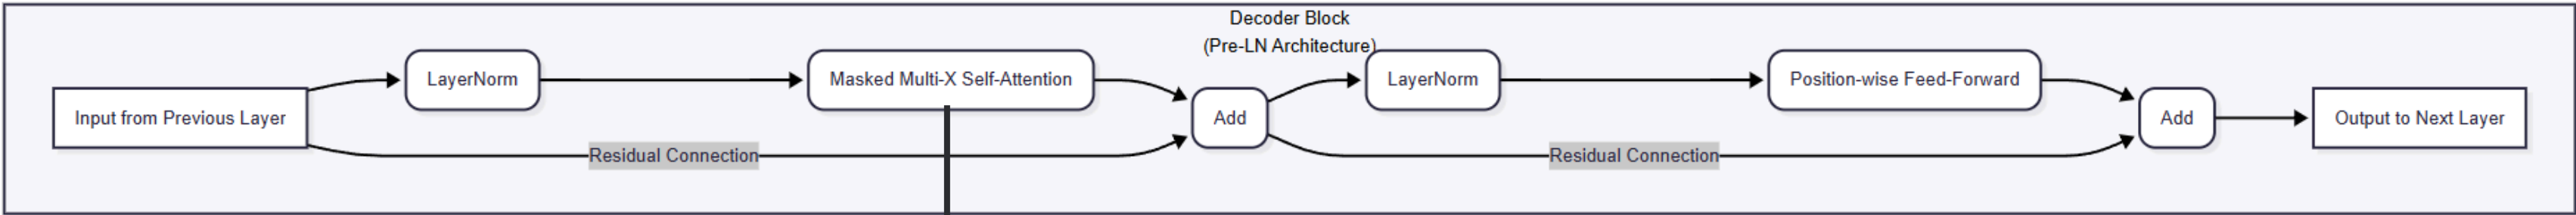 Decoder Block
(Pre-LN Architecture)
Input from Previous Layer
LayerNorm
Masked Multi-X Self-Attention
Residual Connection
Add
LayerNorm
Position-wise Feed-Forward
Residual Connection
Add
Output to Next Layer